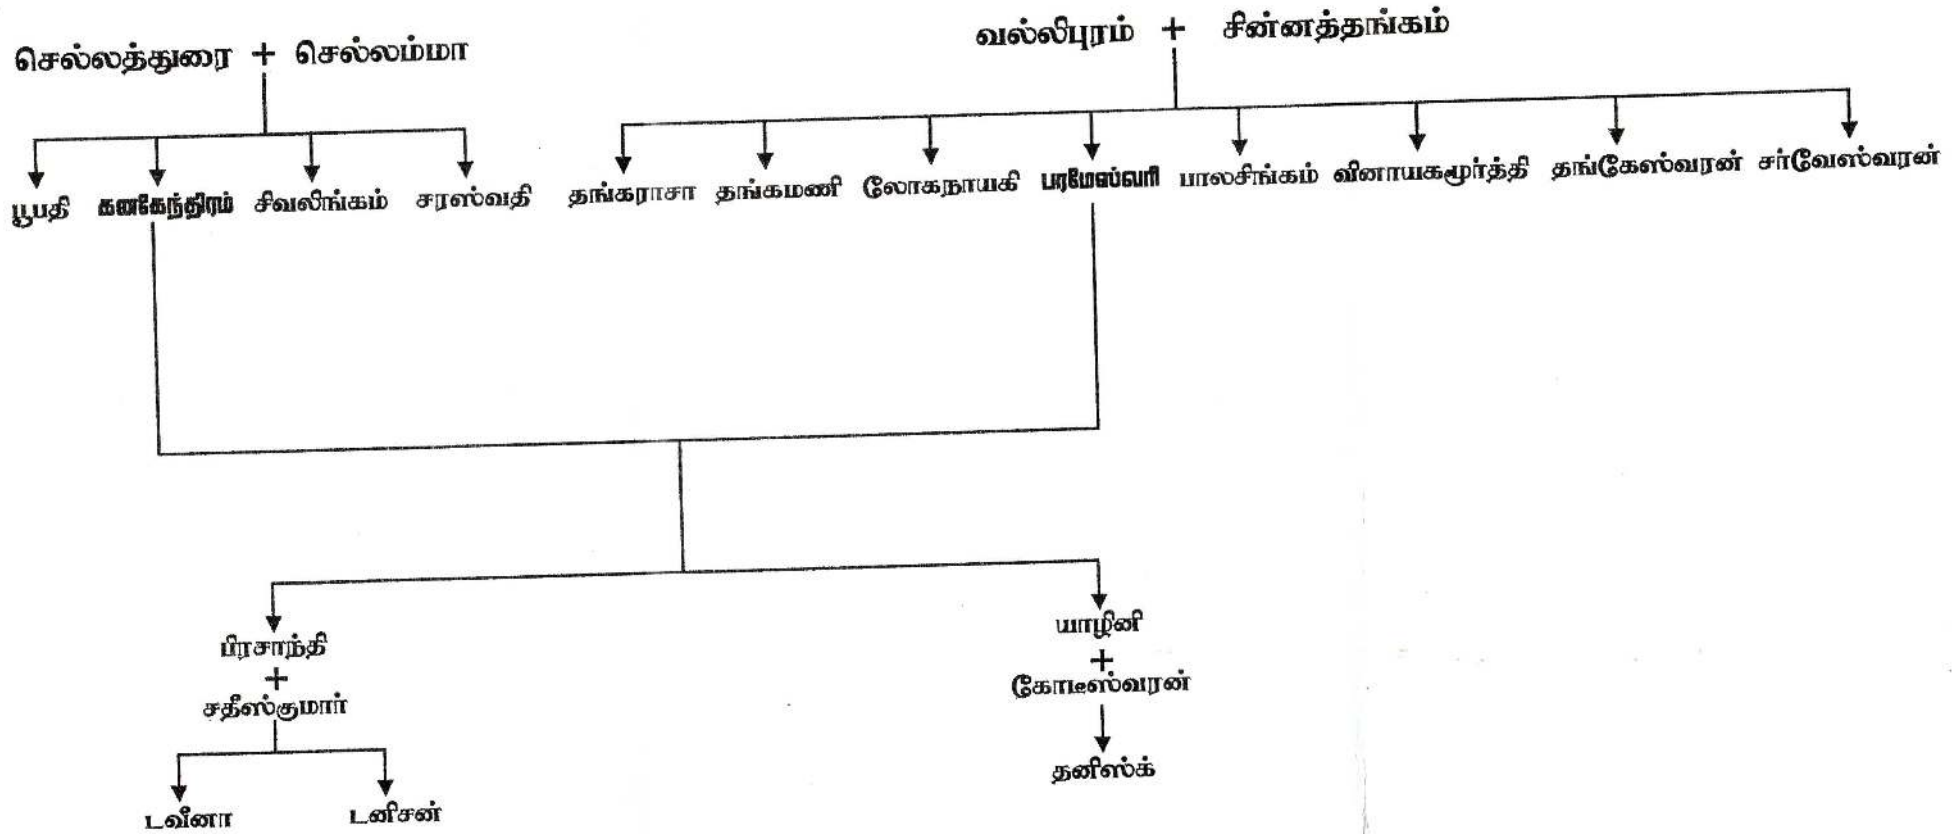 செல்லத்துரை + செல்லம்மா
வல்லிபுரம் + சின்னத்தங்கம்
பூபதி கனகேந்திரம் சிவலிங்கம் சரஸ்வதி
தங்கராசா தங்கமணி லோகநாயகி பரமேஸ்வரி பாலசிங்கம் வினாயகமூர்த்தி தங்கேஸ்வரன் சர்வேஸ்வரன்
பிரசாந்தி
+
சதீஸ்குமார்
டவீனா டனிசன்
யாழினி
+
கோடீஸ்வரன்
தனிஸ்க்